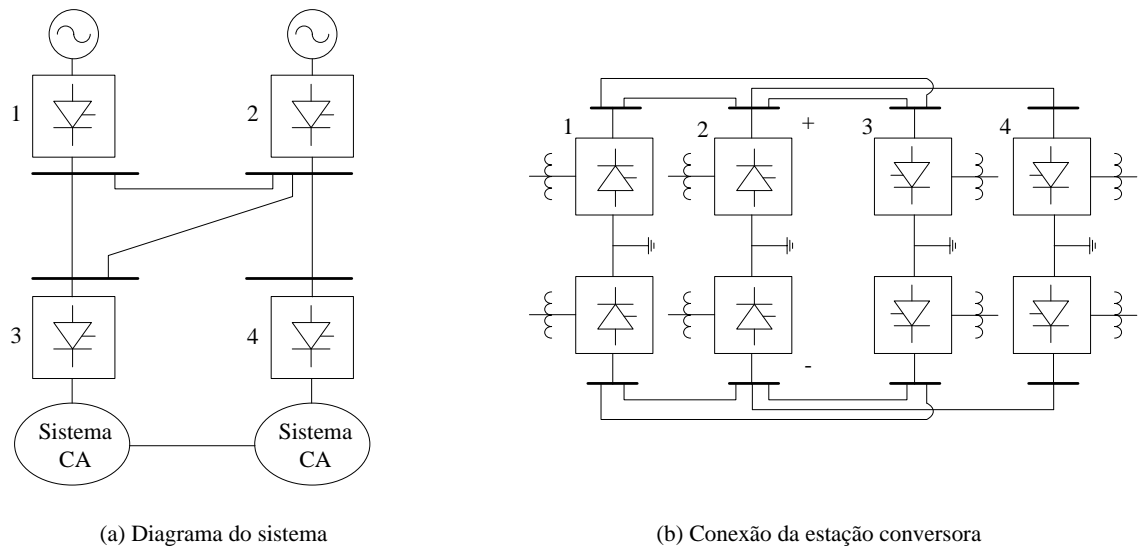 1
2
3
4
Sistema
CA
Sistema
CA
(a) Diagrama do sistema
1
2
+
3
4
-
(b) Conexão da estação conversora